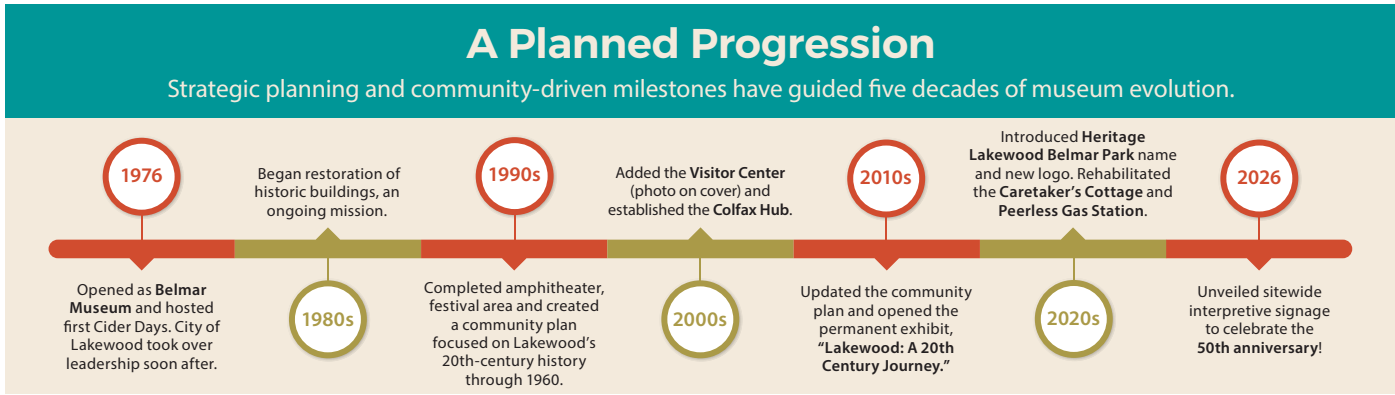 A Planned Progression
Strategic planning and community-driven milestones have guided five decades of museum evolution.
1976
Opened as Belmar
Museum and hosted
first Cider Days. City of
Lakewood took over
leadership soon after.
Began restoration of
historic buildings, an
ongoing mission.
1980s
1990s
Completed amphitheater,
festival area and created
a community plan
focused on Lakewood’s
20th-century history
through 1960.
Added the Visitor Center
(photo on cover) and
established the Colfax Hub.
2000s
2010s
Updated the community
plan and opened the
permanent exhibit,
“Lakewood: A 20th
Century Journey.”
Introduced Heritage
Lakewood Belmar Park name
and new logo. Rehabilitated
the Caretaker’s Cottage and
Peerless Gas Station.
2020s
2026
Unveiled sitewide
interpretive signage
to celebrate the
50th anniversary!